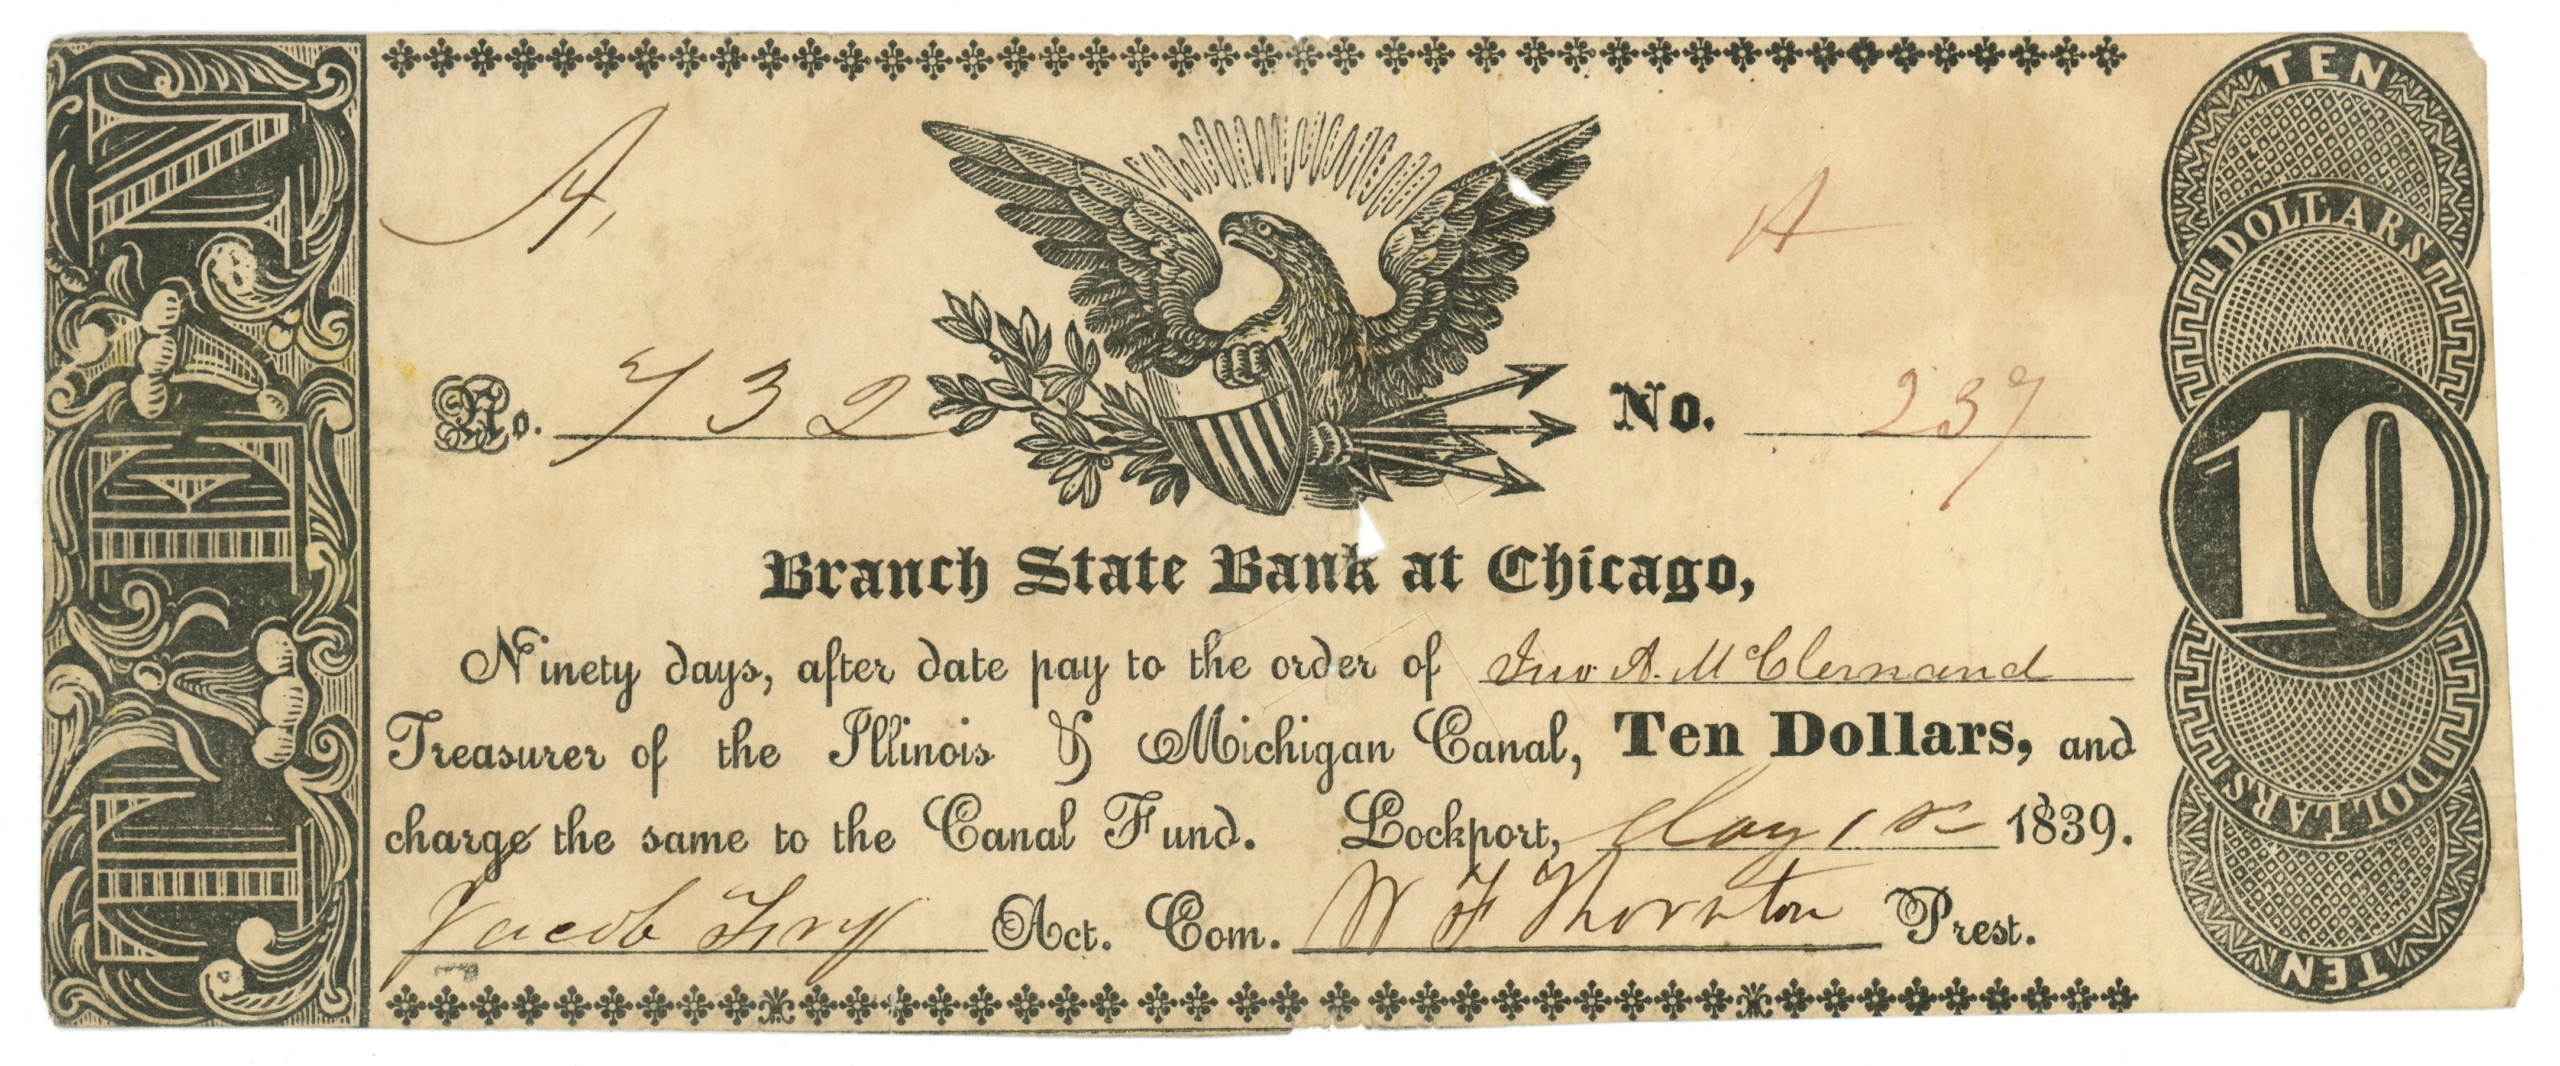 TEN
A,
A
No. 732
No. 237
Branch State Bank at Chicago,
Ninety days, after date pay to the order of Jno A. McClernand
Treasurer of the Illinois & Michigan Canal, Ten Dollars, and
charge the same to the Canal Fund. Lockport, May 1st 1839.
Jacob Fry Act. Com. W F Thornton Prest.
TEN
DOLLARS
10
DOLLARS
TEN